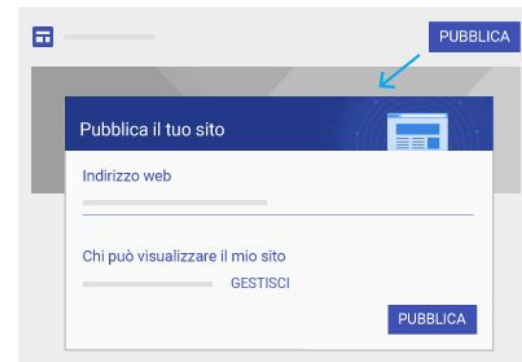 PUBBLICA
Pubblica il tuo sito
Indirizzo web
Chi può visualizzare il mio sito
GESTISCI
PUBBLICA